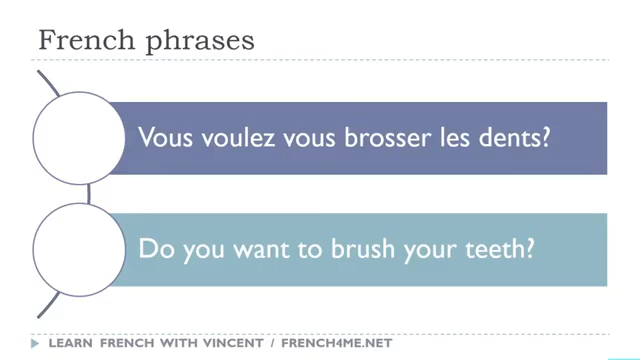 French phrases
Vous voulez vous brosser les dents?
Do you want to brush your teeth?
LEARN FRENCH WITH VINCENT / FRENCH4ME.NET